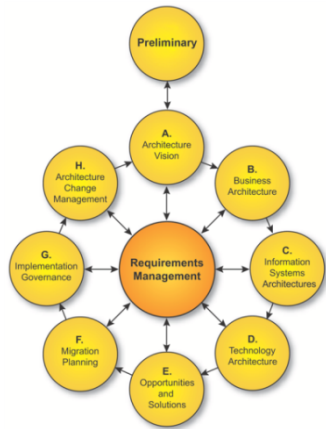 Preliminary
A.
Architecture
Vision
B.
Business
Architecture
C.
Information
Systems
Architectures
D.
Technology
Architecture
E.
Opportunities
and
Solutions
F.
Migration
Planning
G.
Implementation
Governance
H.
Architecture
Change
Management
Requirements
Management